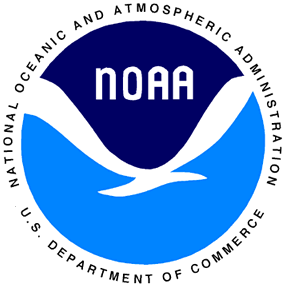 NATIONAL OCEANIC AND ATMOSPHERIC ADMINISTRATION
NOAA
U.S. DEPARTMENT OF COMMERCE